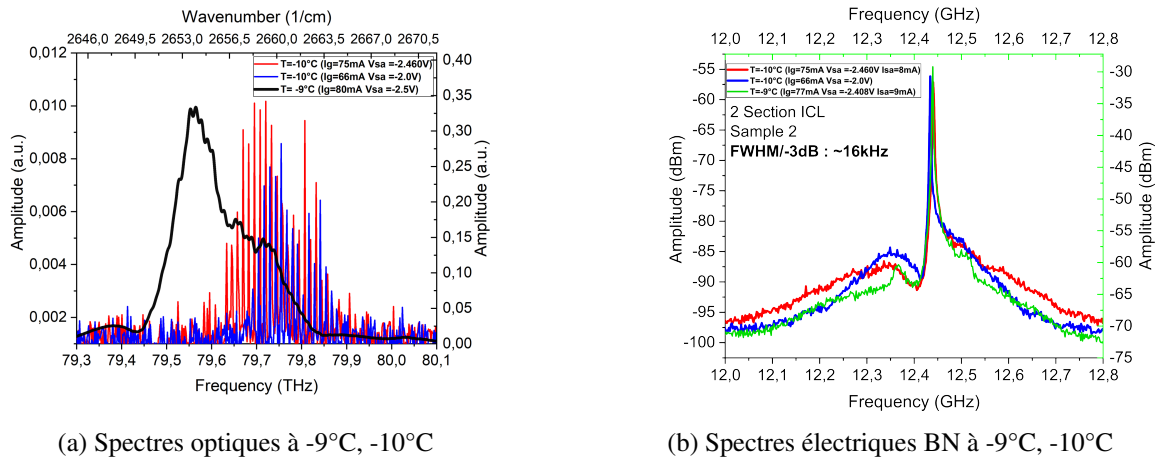 Wavenumber (1/cm)
2646,0 2649,5 2653,0 2656,5 2660,0 2663,5 2667,0 2670,5
T=-10°C (Ig=75mA Vsa =-2.460V)
T=-10°C (Ig=66mA Vsa =-2.0V)
T= -9°C (Ig=80mA Vsa =-2.5V)
Amplitude (a.u.)
0,012
0,010
0,008
0,006
0,004
0,002
0,40
0,35
0,30
0,25
0,20
0,15
0,10
0,05
0,00
Amplitude (a.u.)
79,3 79,4 79,5 79,6 79,7 79,8 79,9 80,0 80,1
Frequency (THz)
(a) Spectres optiques à -9°C, -10°C
Frequency (GHz)
12,0 12,1 12,2 12,3 12,4 12,5 12,6 12,7 12,8
T=-10°C (Ig=75mA Vsa =-2.460V Isa=8mA)
T=-10°C (Ig=66mA Vsa =-2.0V)
T=-9°C (Ig=77mA Vsa =-2.408V Isa=9mA)
2 Section ICL
Sample 2
FWHM/-3dB : ~16kHz
Amplitude (dBm)
-55
-60
-65
-70
-75
-80
-85
-90
-95
-100
-30
-35
-40
-45
-50
-55
-60
-65
-70
-75
Amplitude (dBm)
12,0 12,1 12,2 12,3 12,4 12,5 12,6 12,7 12,8
Frequency (GHz)
(b) Spectres électriques BN à -9°C, -10°C